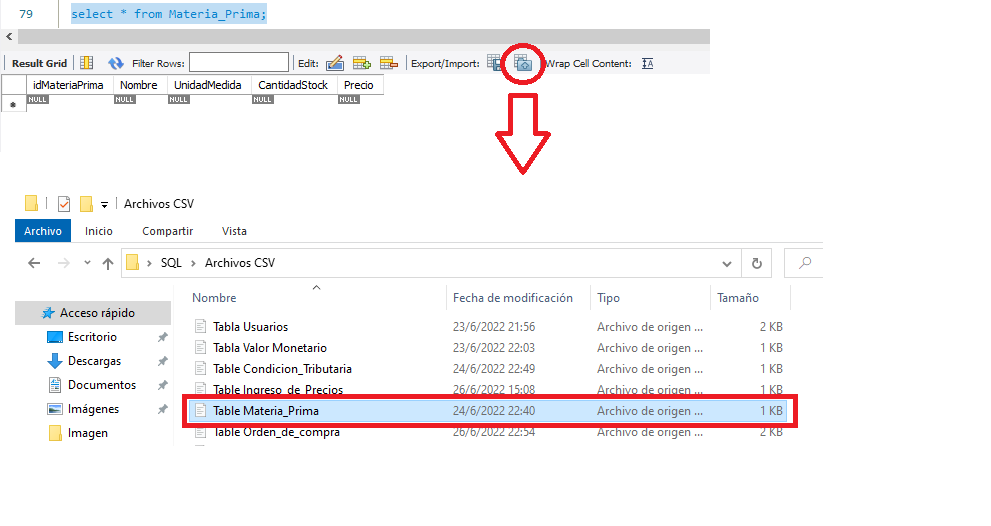 79 select * from Materia_Prima;
Result Grid Filter Rows: Edit: Export/Import: Wrap Cell Content: IA
idMateriaPrima Nombre UnidadMedida CantidadStock Precio
NULL NULL NULL NULL NULL
Archivos CSV
Archivo Inicio Compartir Vista
SQL Archivos CSV
Nombre Fecha de modificación Tipo Tamaño
Acceso rápido
Escritorio
Descargas
Documentos
Imágenes
Imagen
Tabla Usuarios 23/6/2022 21:56 Archivo de origen ... 2 KB
Tabla Valor Monetario 23/6/2022 22:03 Archivo de origen ... 1 KB
Table Condicion_Tributaria 24/6/2022 22:49 Archivo de origen ... 1 KB
Table Ingreso_de_Precios 26/6/2022 15:08 Archivo de origen ... 1 KB
Table Materia_Prima 24/6/2022 22:40 Archivo de origen ... 1 KB
Table Orden_de_compra 26/6/2022 22:54 Archivo de origen ... 2 KB